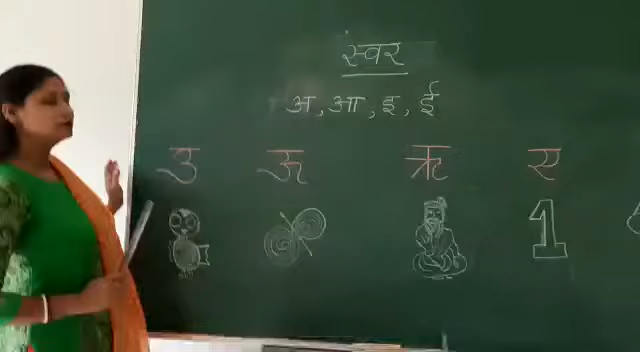 स्वर
अ, आ, इ, ई
उ ऊ ऋ ए
1